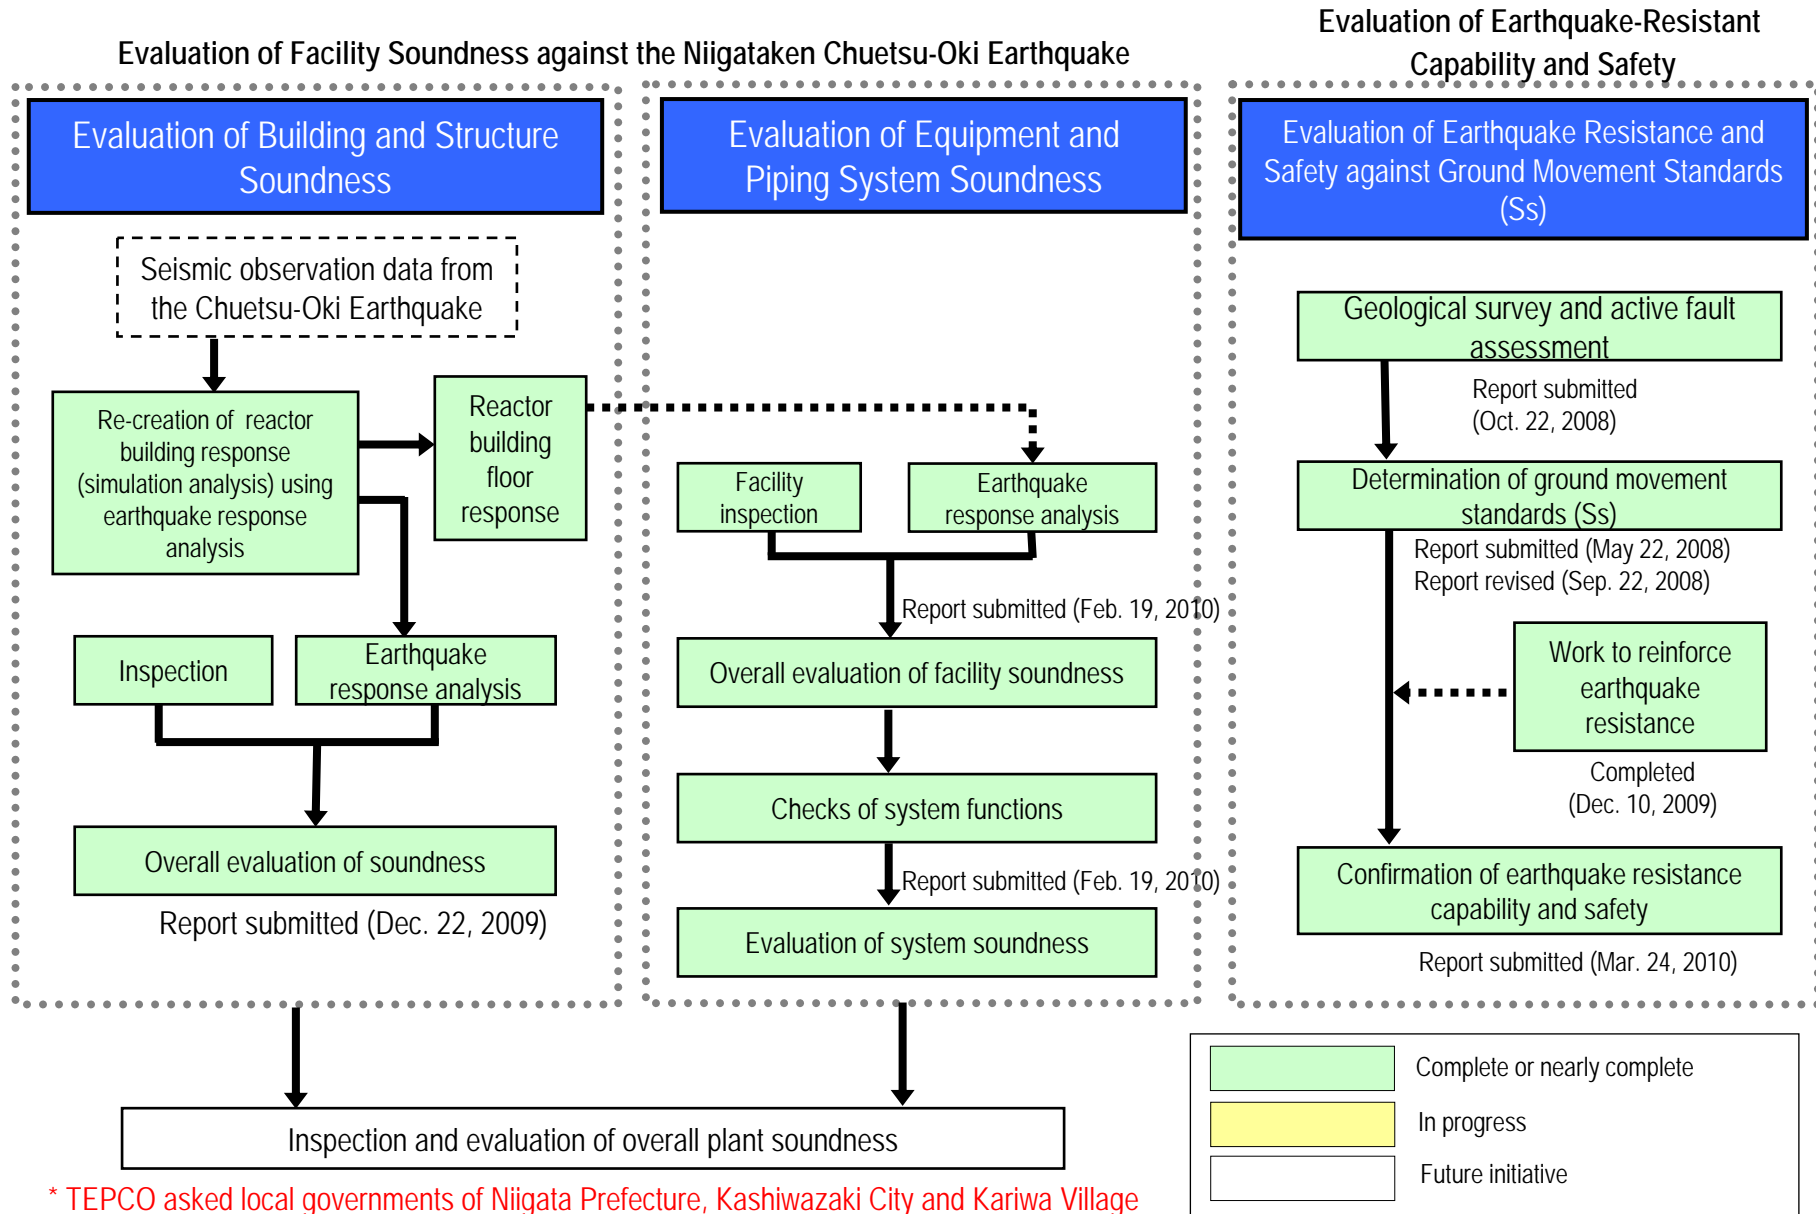 Evaluation of Facility Soundness against the Niigataken Chuetsu-Oki Earthquake
Evaluation of Building and Structure
Soundness
Seismic observation data from
the Chuetsu-Oki Earthquake
Re-creation of reactor
building response
(simulation analysis) using
earthquake response
analysis
Reactor
building
floor
response
Inspection
Earthquake
response analysis
Overall evaluation of soundness
Report submitted (Dec. 22, 2009)
Evaluation of Equipment and
Piping System Soundness
Facility
inspection
Earthquake
response analysis
Report submitted (Feb. 19, 2010)
Overall evaluation of facility soundness
Checks of system functions
Report submitted (Feb. 19, 2010)
Evaluation of system soundness
Inspection and evaluation of overall plant soundness
* TEPCO asked local governments of Niigata Prefecture, Kashiwazaki City and Kariwa Village
Evaluation of Earthquake-Resistant
Capability and Safety
Evaluation of Earthquake Resistance and
Safety against Ground Movement Standards
(Ss)
Geological survey and active fault
assessment
Report submitted
(Oct. 22, 2008)
Determination of ground movement
standards (Ss)
Report submitted (May 22, 2008)
Report revised (Sep. 22, 2008)
Work to reinforce
earthquake
resistance
Completed
(Dec. 10, 2009)
Confirmation of earthquake resistance
capability and safety
Report submitted (Mar. 24, 2010)
Complete or nearly complete
In progress
Future initiative